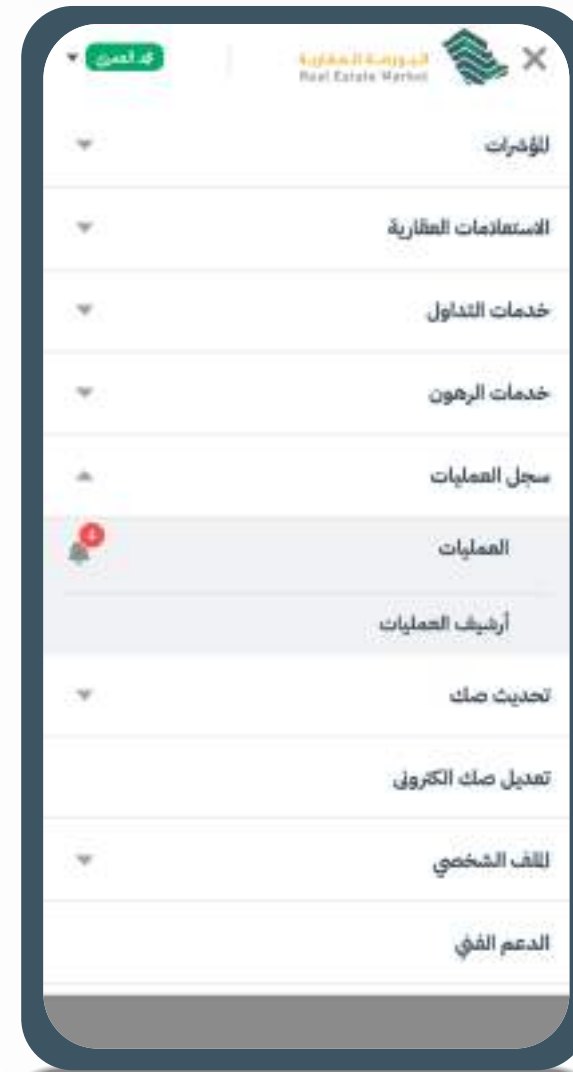 البورصة العقارية
Real Estate Market
المؤشرات
الاستعلامات العقارية
خدمات التداول
خدمات الرهون
سجل العمليات
العمليات
4
أرشيف العمليات
تحديث صك
تعديل صك الكتروني
الملف الشخصي
الدعم الفني